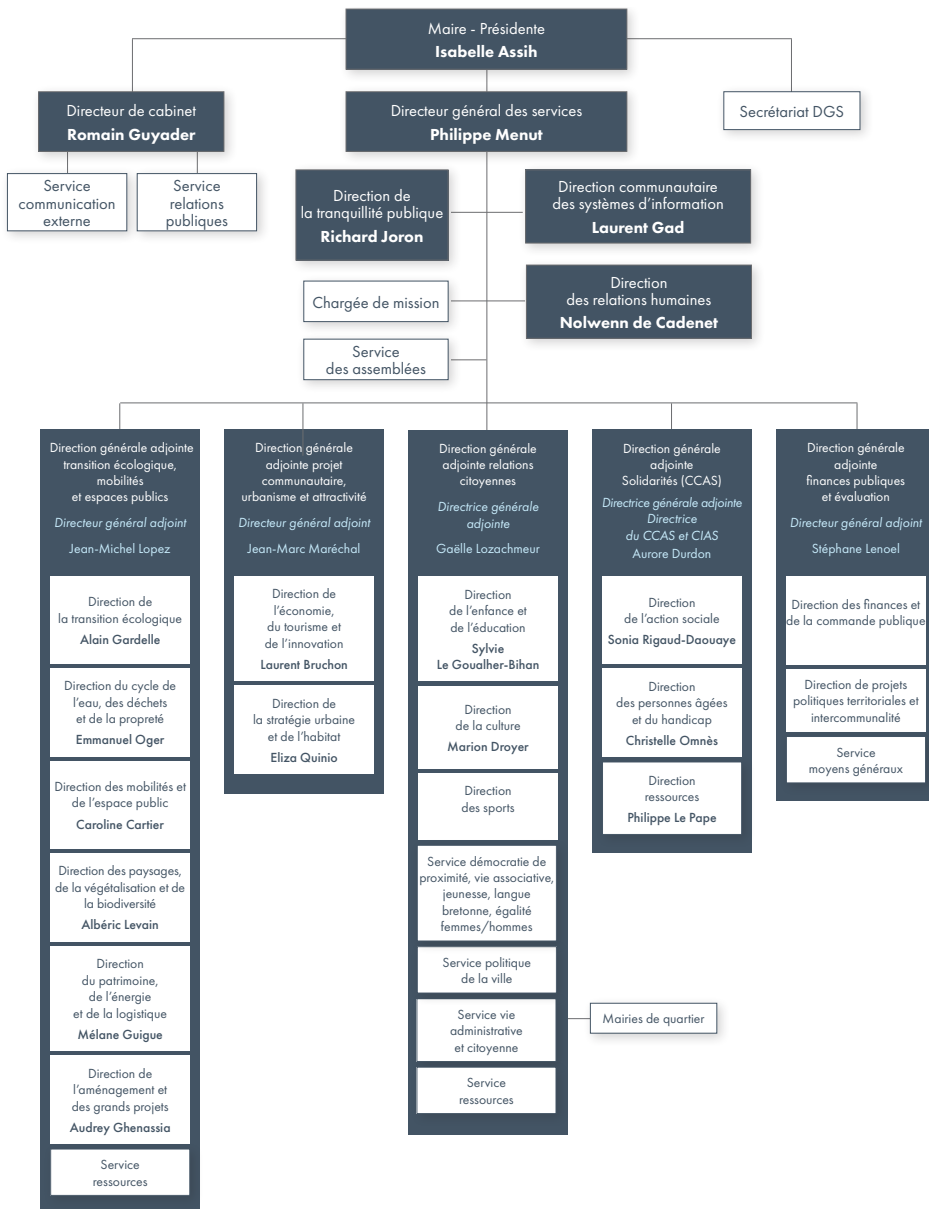 Maire - Présidente
Isabelle Assih
Directeur de cabinet
Romain Guyader
Directeur général des services
Philippe Menut
Secrétariat DGS
Service
communication
externe
Service
relations
publiques
Direction de
la tranquillité publique
Richard Joron
Direction communautaire
des systèmes d'information
Laurent Gad
Chargée de mission
Direction
des relations humaines
Nolwenn de Cadenet
Service
des assemblées
Direction générale adjointe
transition écologique,
mobilités
et espaces publics
Directeur général adjoint
Jean-Michel Lopez
Direction de
la transition écologique
Alain Gardelle
Direction du cycle de
l'eau, des déchets
et de la propreté
Emmanuel Oger
Direction des mobilités et
de l'espace public
Caroline Cartier
Direction des paysages,
de la végétalisation et de
la biodiversité
Albéric Levain
Direction
du patrimoine,
de l'énergie
et de la logistique
Mélane Guigue
Direction de
l'aménagement et
des grands projets
Audrey Ghenassia
Service
ressources
Direction générale
adjointe projet
communautaire,
urbanisme et attractivité
Directeur général adjoint
Jean-Marc Maréchal
Direction de
l'économie,
du tourisme et
de l'innovation
Laurent Bruchon
Direction de
la stratégie urbaine
et de l'habitat
Eliza Quinio
Direction générale
adjointe relations
citoyennes
Directrice générale
adjointe
Gaëlle Lozachmeur
Direction
de l'enfance et
de l'éducation
Sylvie
Le Goualher-Bihan
Direction
de la culture
Marion Droyer
Direction
des sports
Service démocratie de
proximité, vie associative,
jeunesse, langue
bretonne, égalité
femmes/hommes
Service politique
de la ville
Service vie
administrative
et citoyenne
Mairies de quartier
Service
ressources
Direction générale
adjointe
Solidarités (CCAS)
Directrice générale adjointe
Directrice
du CCAS et CIAS
Aurore Durdon
Direction
de l'action sociale
Sonia Rigaud-Daouaye
Direction
des personnes âgées
et du handicap
Christelle Omnès
Direction
ressources
Philippe Le Pape
Direction générale
adjointe
finances publiques
et évaluation
Directeur général adjoint
Stéphane Lenoel
Direction des finances et
de la commande publique
Direction de projets
politiques territoriales et
intercommunalité
Service
moyens généraux